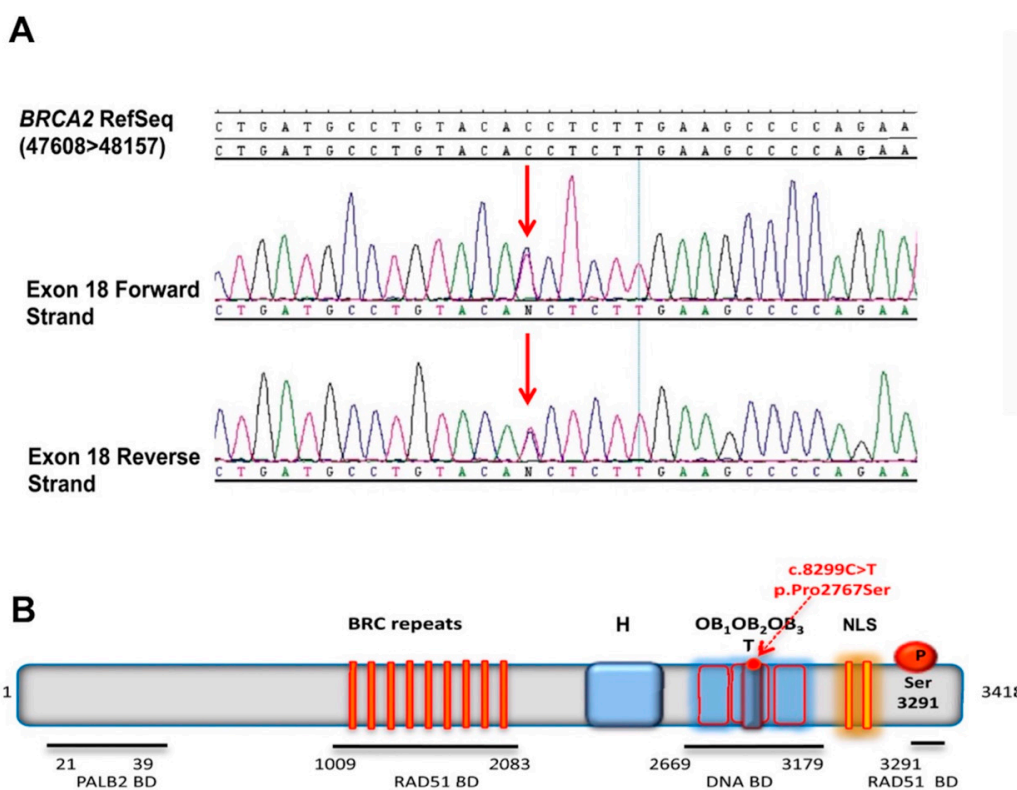 A
BRCA2 RefSeq
(47608>48157)
C T G A T G C C T G T A C A C C T C T T G A A G C C C C A G A A
C T G A T G C C T G T A C A C C T C T T G A A G C C C C A G A A
Exon 18 Forward
Strand
C T G A T G C C T G T A C A N C T C T T G A A G C C C C A G A A
Exon 18 Reverse
Strand
C T G A T G C C T G T A C A N C T C T T G A A G C C C C A G A A
B
c.8299C>T
p.Pro2767Ser
BRC repeats H OB1OB2OB3 NLS
T
P
Ser
3291
1 3418
21 39 1009 2083 2669 3179 3291
PALB2 BD RAD51 BD DNA BD RAD51 BD